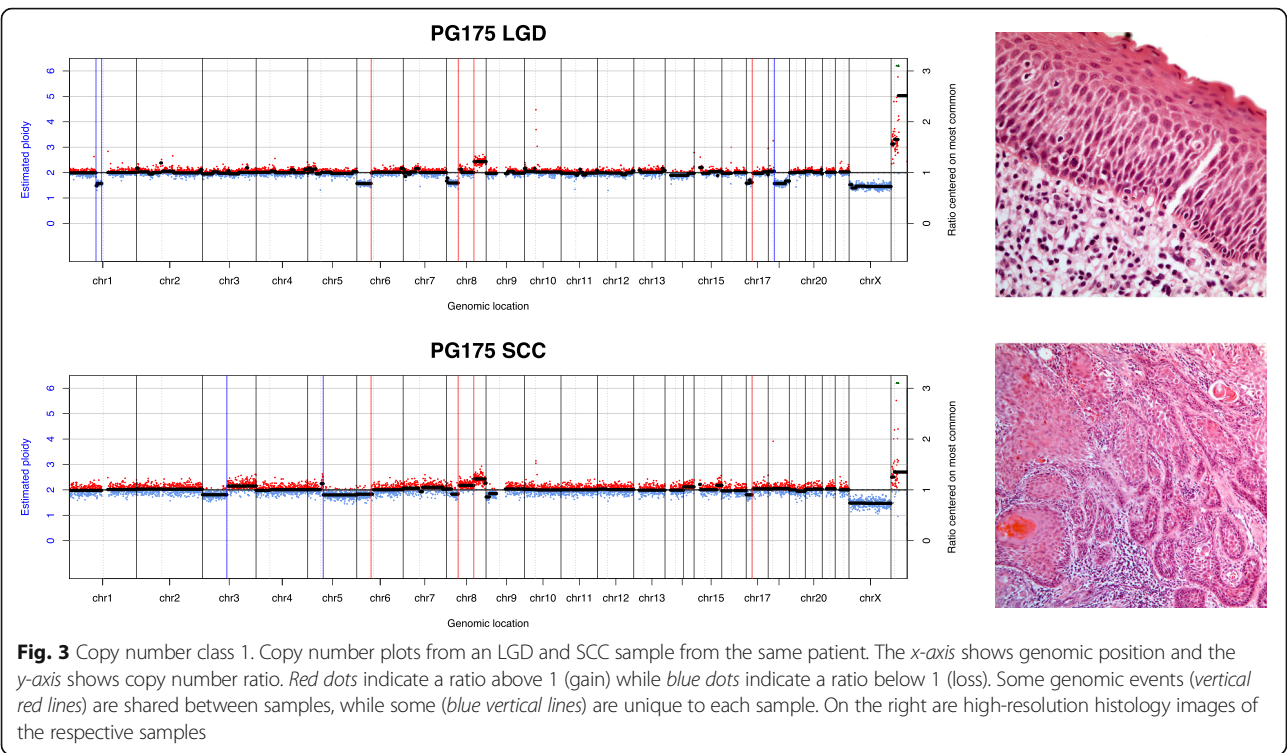 PG175 LGD
6
5
4
3
2
1
0
Estimated ploidy
3
2
1
0
Ratio centered on most common
chr1 chr2 chr3 chr4 chr5 chr6 chr7 chr8 chr9 chr10 chr11 chr12 chr13 chr15 chr17 chr20 chrX
Genomic location
PG175 SCC
6
5
4
3
2
1
0
Estimated ploidy
3
2
1
0
Ratio centered on most common
chr1 chr2 chr3 chr4 chr5 chr6 chr7 chr8 chr9 chr10 chr11 chr12 chr13 chr15 chr17 chr20 chrX
Genomic location
Fig. 3 Copy number class 1. Copy number plots from an LGD and SCC sample from the same patient. The x-axis shows genomic position and the
y-axis shows copy number ratio. Red dots indicate a ratio above 1 (gain) while blue dots indicate a ratio below 1 (loss). Some genomic events (vertical
red lines) are shared between samples, while some (blue vertical lines) are unique to each sample. On the right are high-resolution histology images of
the respective samples